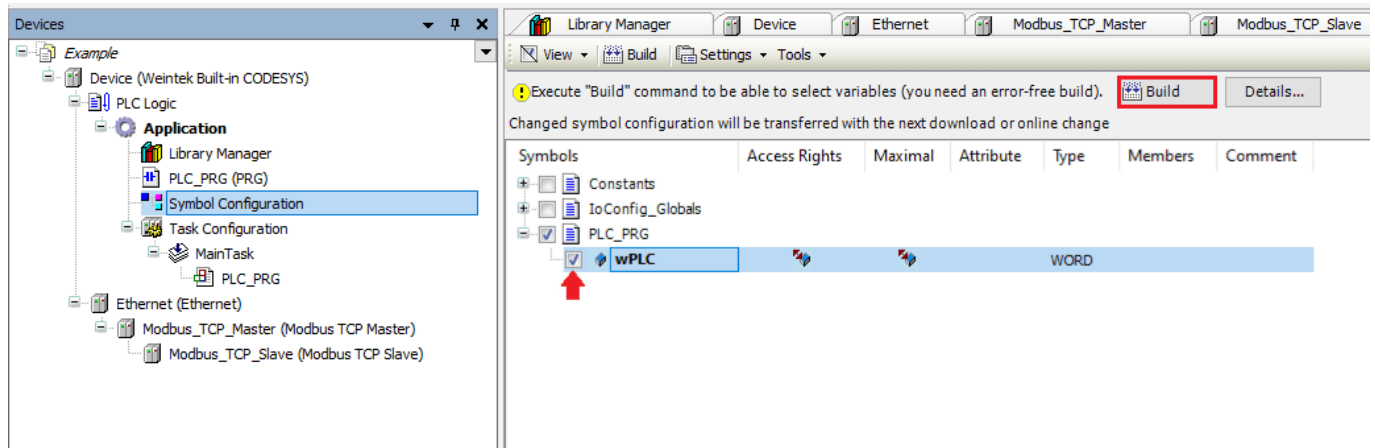 Devices
Example
Device (Weintek Built-in CODESYS)
PLC Logic
Application
Library Manager
PLC_PRG (PRG)
Symbol Configuration
Task Configuration
MainTask
PLC_PRG
Ethernet (Ethernet)
Modbus_TCP_Master (Modbus TCP Master)
Modbus_TCP_Slave (Modbus TCP Slave)
Library Manager Device Ethernet Modbus_TCP_Master Modbus_TCP_Slave
View Build Settings Tools
Execute "Build" command to be able to select variables (you need an error-free build). Build Details...
Changed symbol configuration will be transferred with the next download or online change
Symbols Access Rights Maximal Attribute Type Members Comment
Constants
IoConfig_Globals
PLC_PRG
wPLC WORD